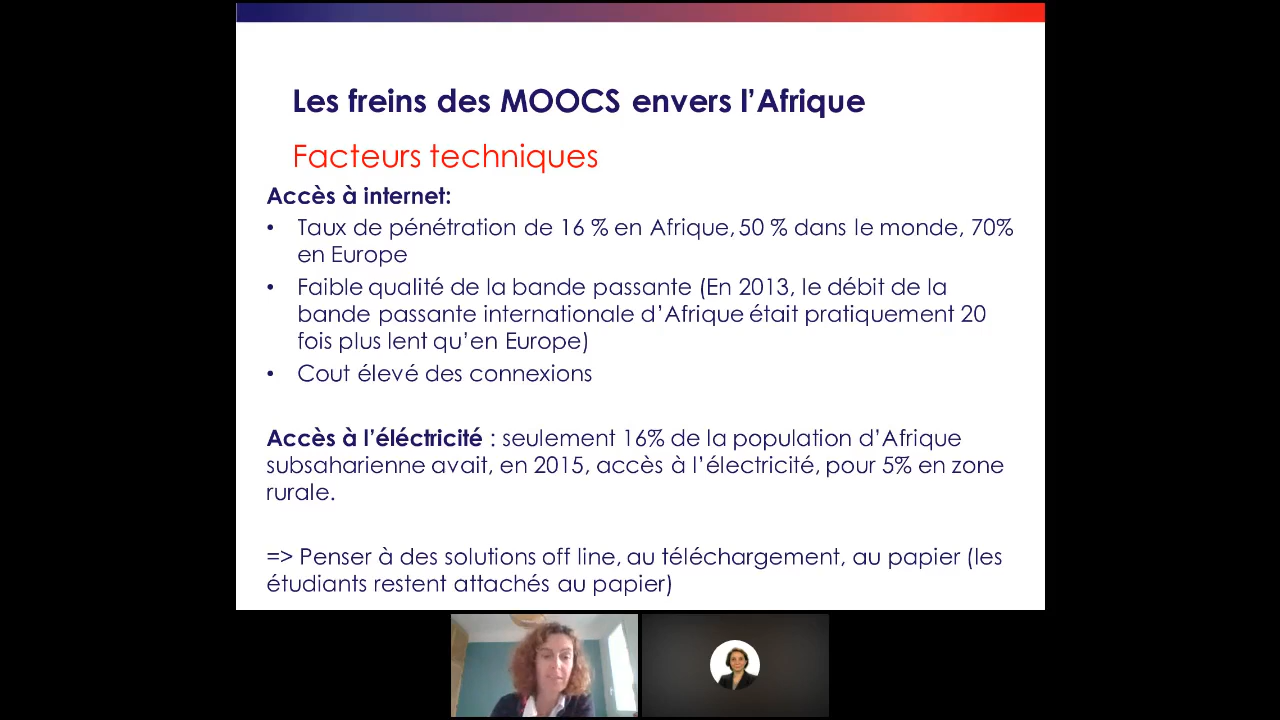 Les freins des MOOCS envers l’Afrique
Facteurs techniques
Accès à internet:
• Taux de pénétration de 16 % en Afrique, 50 % dans le monde, 70%
en Europe
• Faible qualité de la bande passante (En 2013, le débit de la
bande passante internationale d’Afrique était pratiquement 20
fois plus lent qu’en Europe)
• Cout élevé des connexions
Accès à l’éléctricité : seulement 16% de la population d’Afrique
subsaharienne avait, en 2015, accès à l’électricité, pour 5% en zone
rurale.
=> Penser à des solutions off line, au téléchargement, au papier (les
étudiants restent attachés au papier)